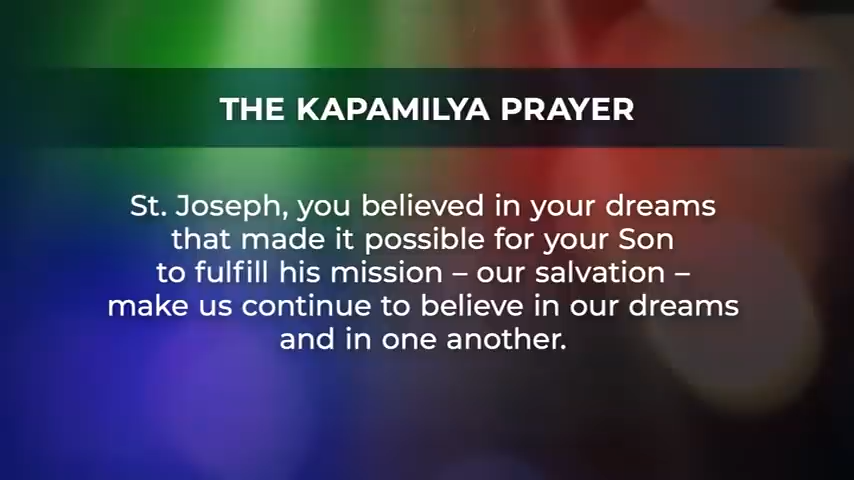 THE KAPAMILYA PRAYER
St. Joseph, you believed in your dreams
that made it possible for your Son
to fulfill his mission – our salvation –
make us continue to believe in our dreams
and in one another.